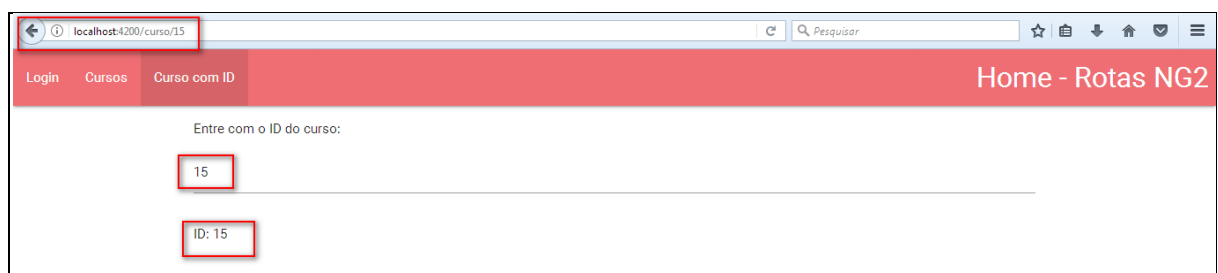 localhost:4200/curso/15
Pesquisar
Login Cursos Curso com ID
Home - Rotas NG2
Entre com o ID do curso:
15
ID: 15